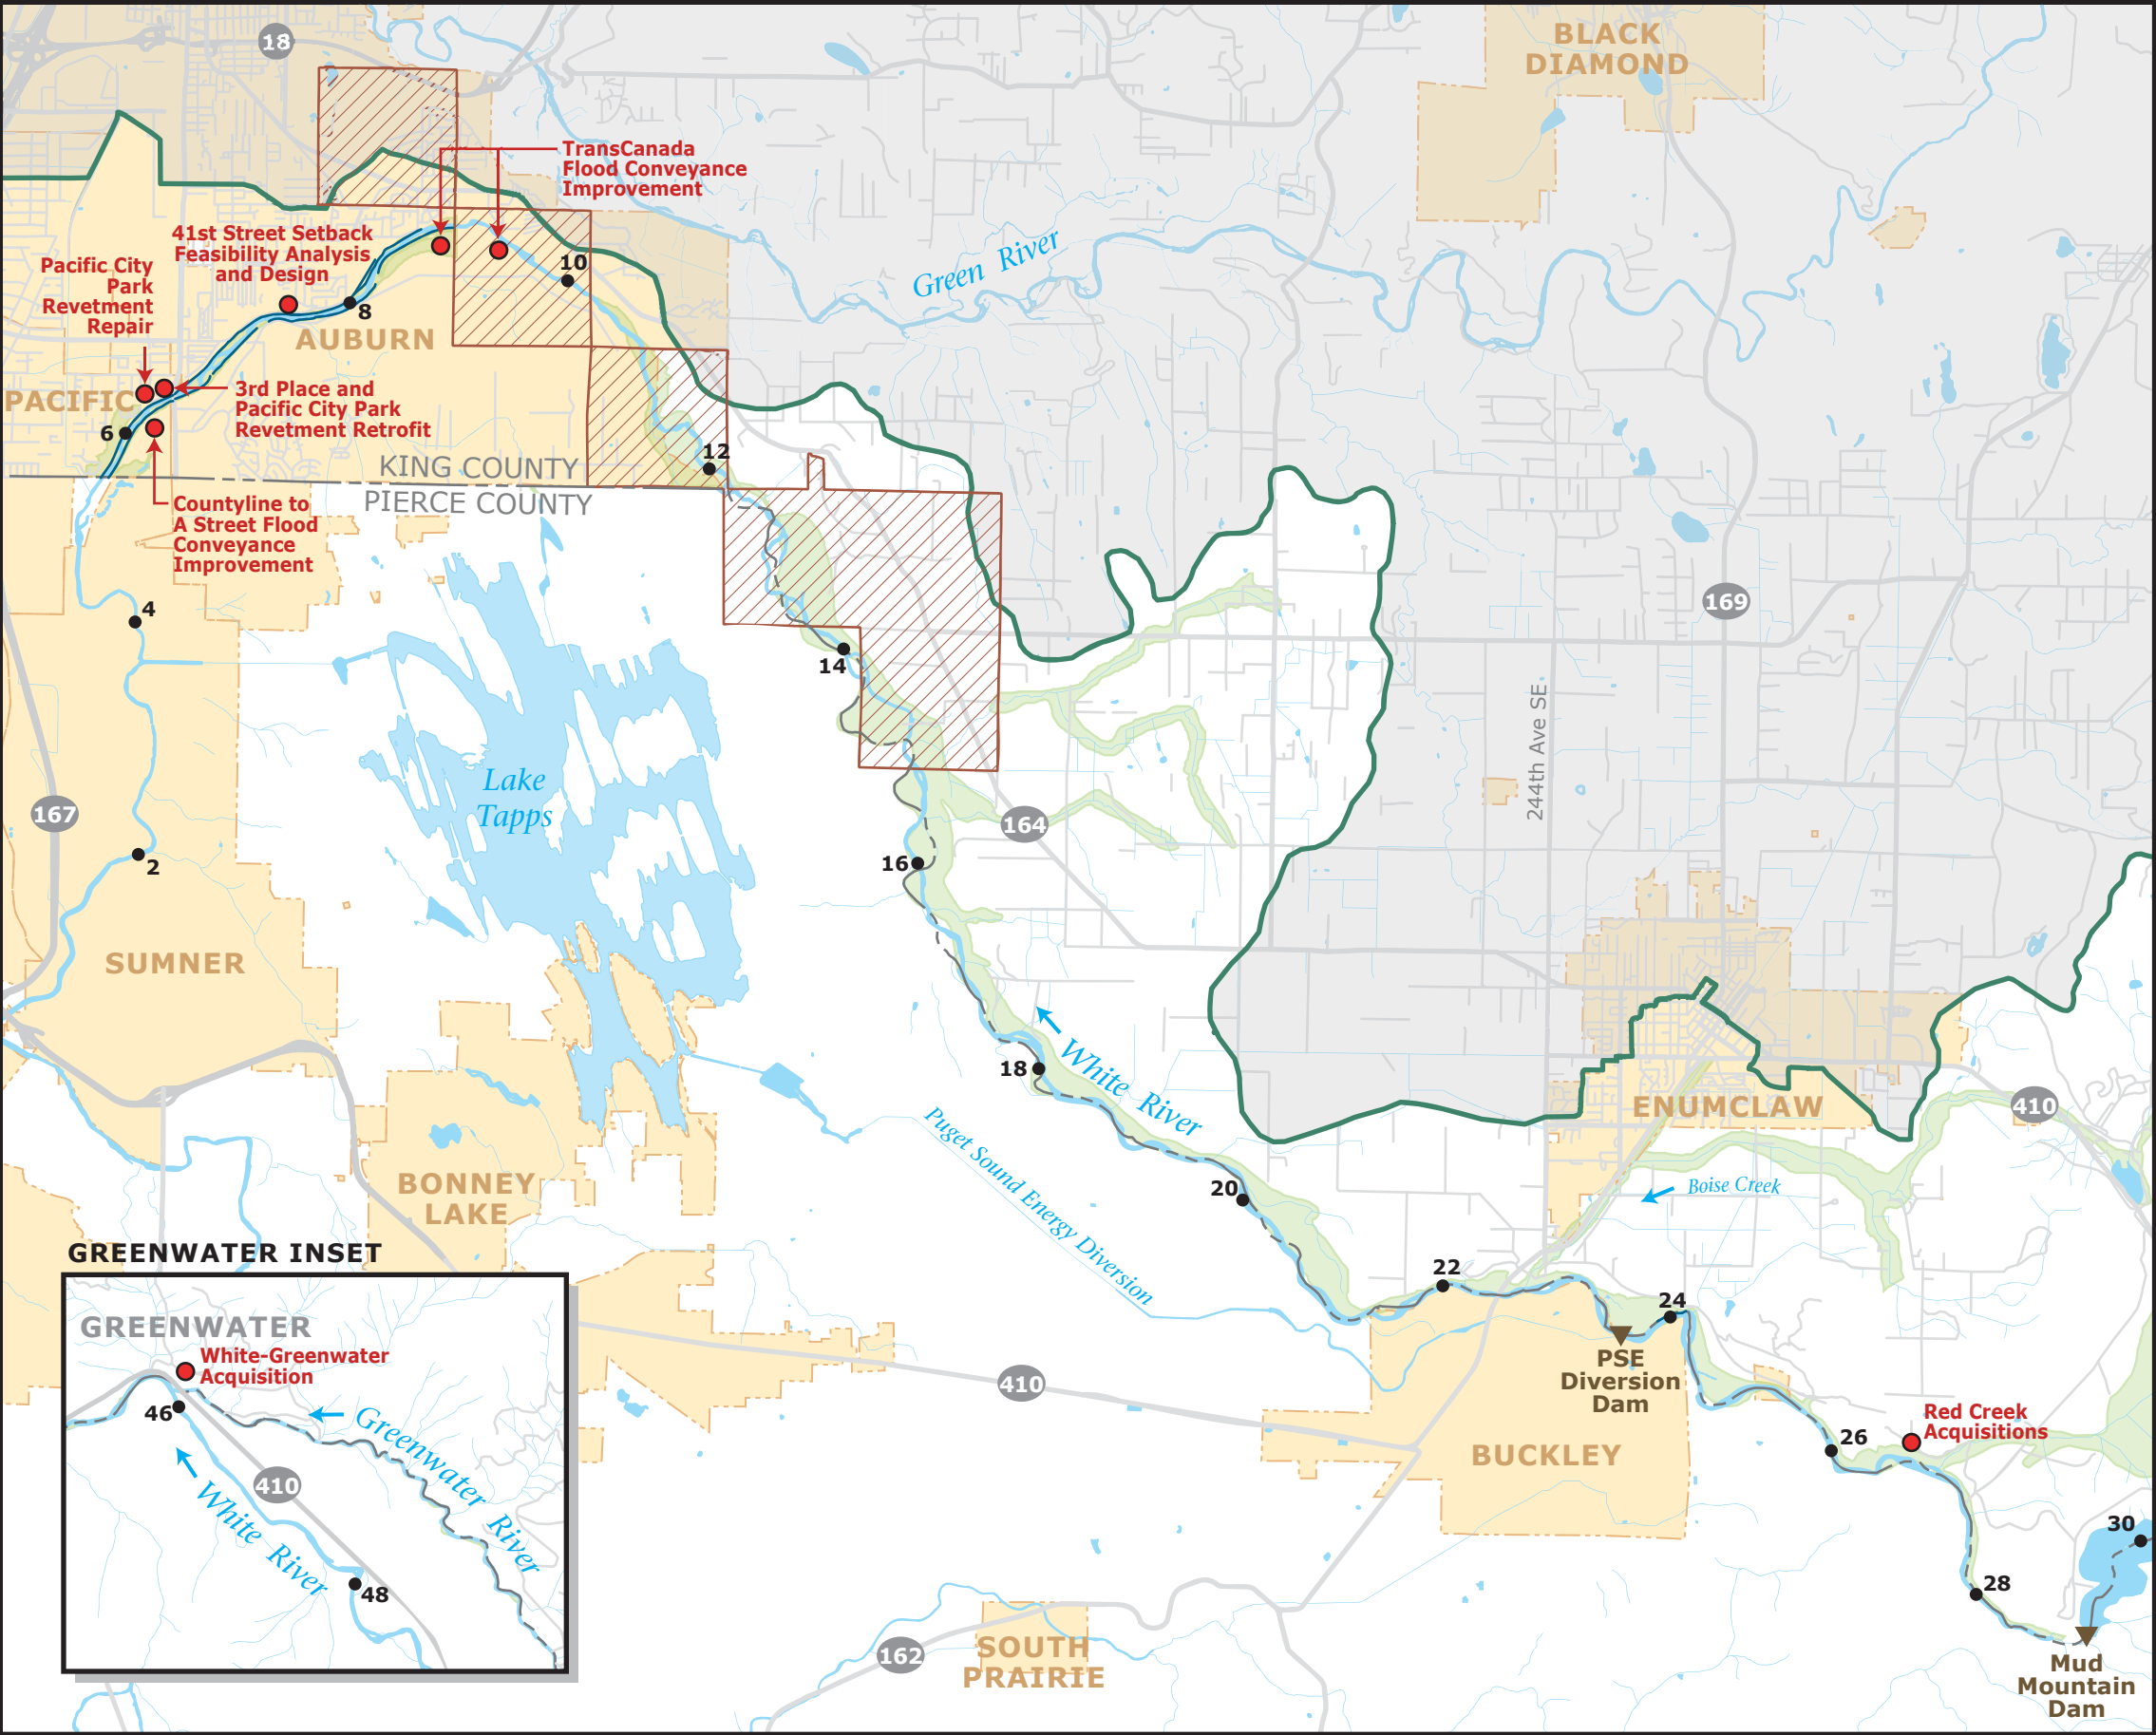 18
BLACK
DIAMOND
TransCanada
Flood Conveyance
Improvement
41st Street Setback
Feasibility Analysis
and Design
Pacific City
Park
Revetment
Repair
10
Green River
8
AUBURN
PACIFIC
3rd Place and
Pacific City Park
Revetment Retrofit
6
12
KING COUNTY
PIERCE COUNTY
Countyline to
A Street Flood
Conveyance
Improvement
4
169
14
244th Ave SE
Lake
Tapps
167
164
2
16
SUMNER
18
White River
ENUMCLAW
410
Puget Sound Energy Diversion
Boise Creek
BONNEY
LAKE
20
22
24
PSE
Diversion
Dam
410
Red Creek
Acquisitions
26
BUCKLEY
30
28
Mud
Mountain
Dam
SOUTH
PRAIRIE
162
GREENWATER INSET
GREENWATER
White-Greenwater
Acquisition
46
Greenwater River
410
White River
48